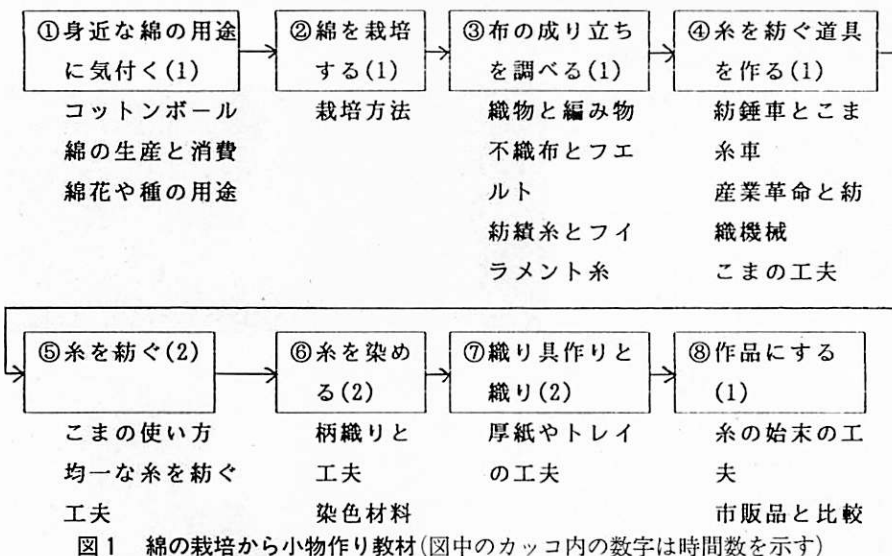 ①身近な綿の用途
に気付く(1)
コットンボール
綿の生産と消費
綿花や種の用途
②綿を栽培
する(1)
栽培方法
③布の成り立ち
を調べる(1)
織物と編み物
不織布とフエ
ルト
紡績糸とフイ
ラメント糸
④糸を紡ぐ道具
を作る(1)
紡錘車とこま
糸車
産業革命と紡
織機械
こまの工夫
⑤糸を紡ぐ(2)
こまの使い方
均一な糸を紡ぐ
工夫
⑥糸を染め
る(2)
柄織りと
工夫
染色材料
⑦織り具作りと
織り(2)
厚紙やトレイ
の工夫
⑧作品にする
(1)
糸の始末の工
夫
市販品と比較
図1 綿の栽培から小物作り教材(図中のカッコ内の数字は時間数を示す)